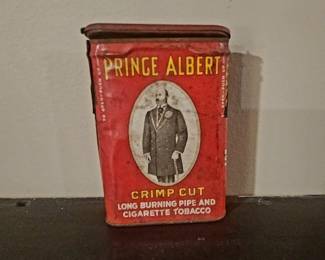 PRINCE ALBERT
CRIMP CUT
LONG BURNING PIPE AND
CIGARETTE TOBACCO